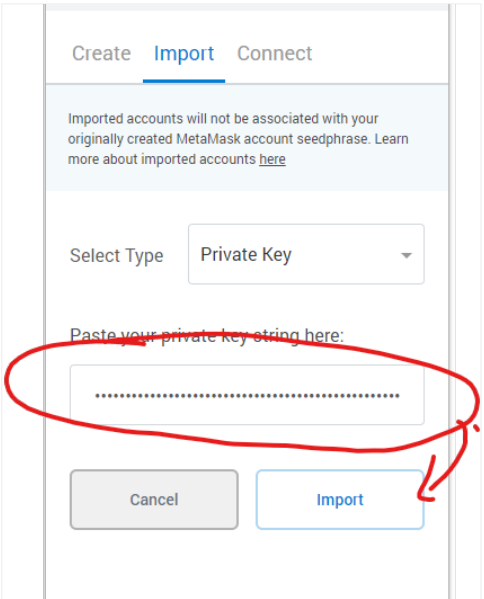 Create Import Connect
Imported accounts will not be associated with your
originally created MetaMask account seedphrase. Learn
more about imported accounts here
Select Type Private Key
Paste your private key string here:
Cancel Import